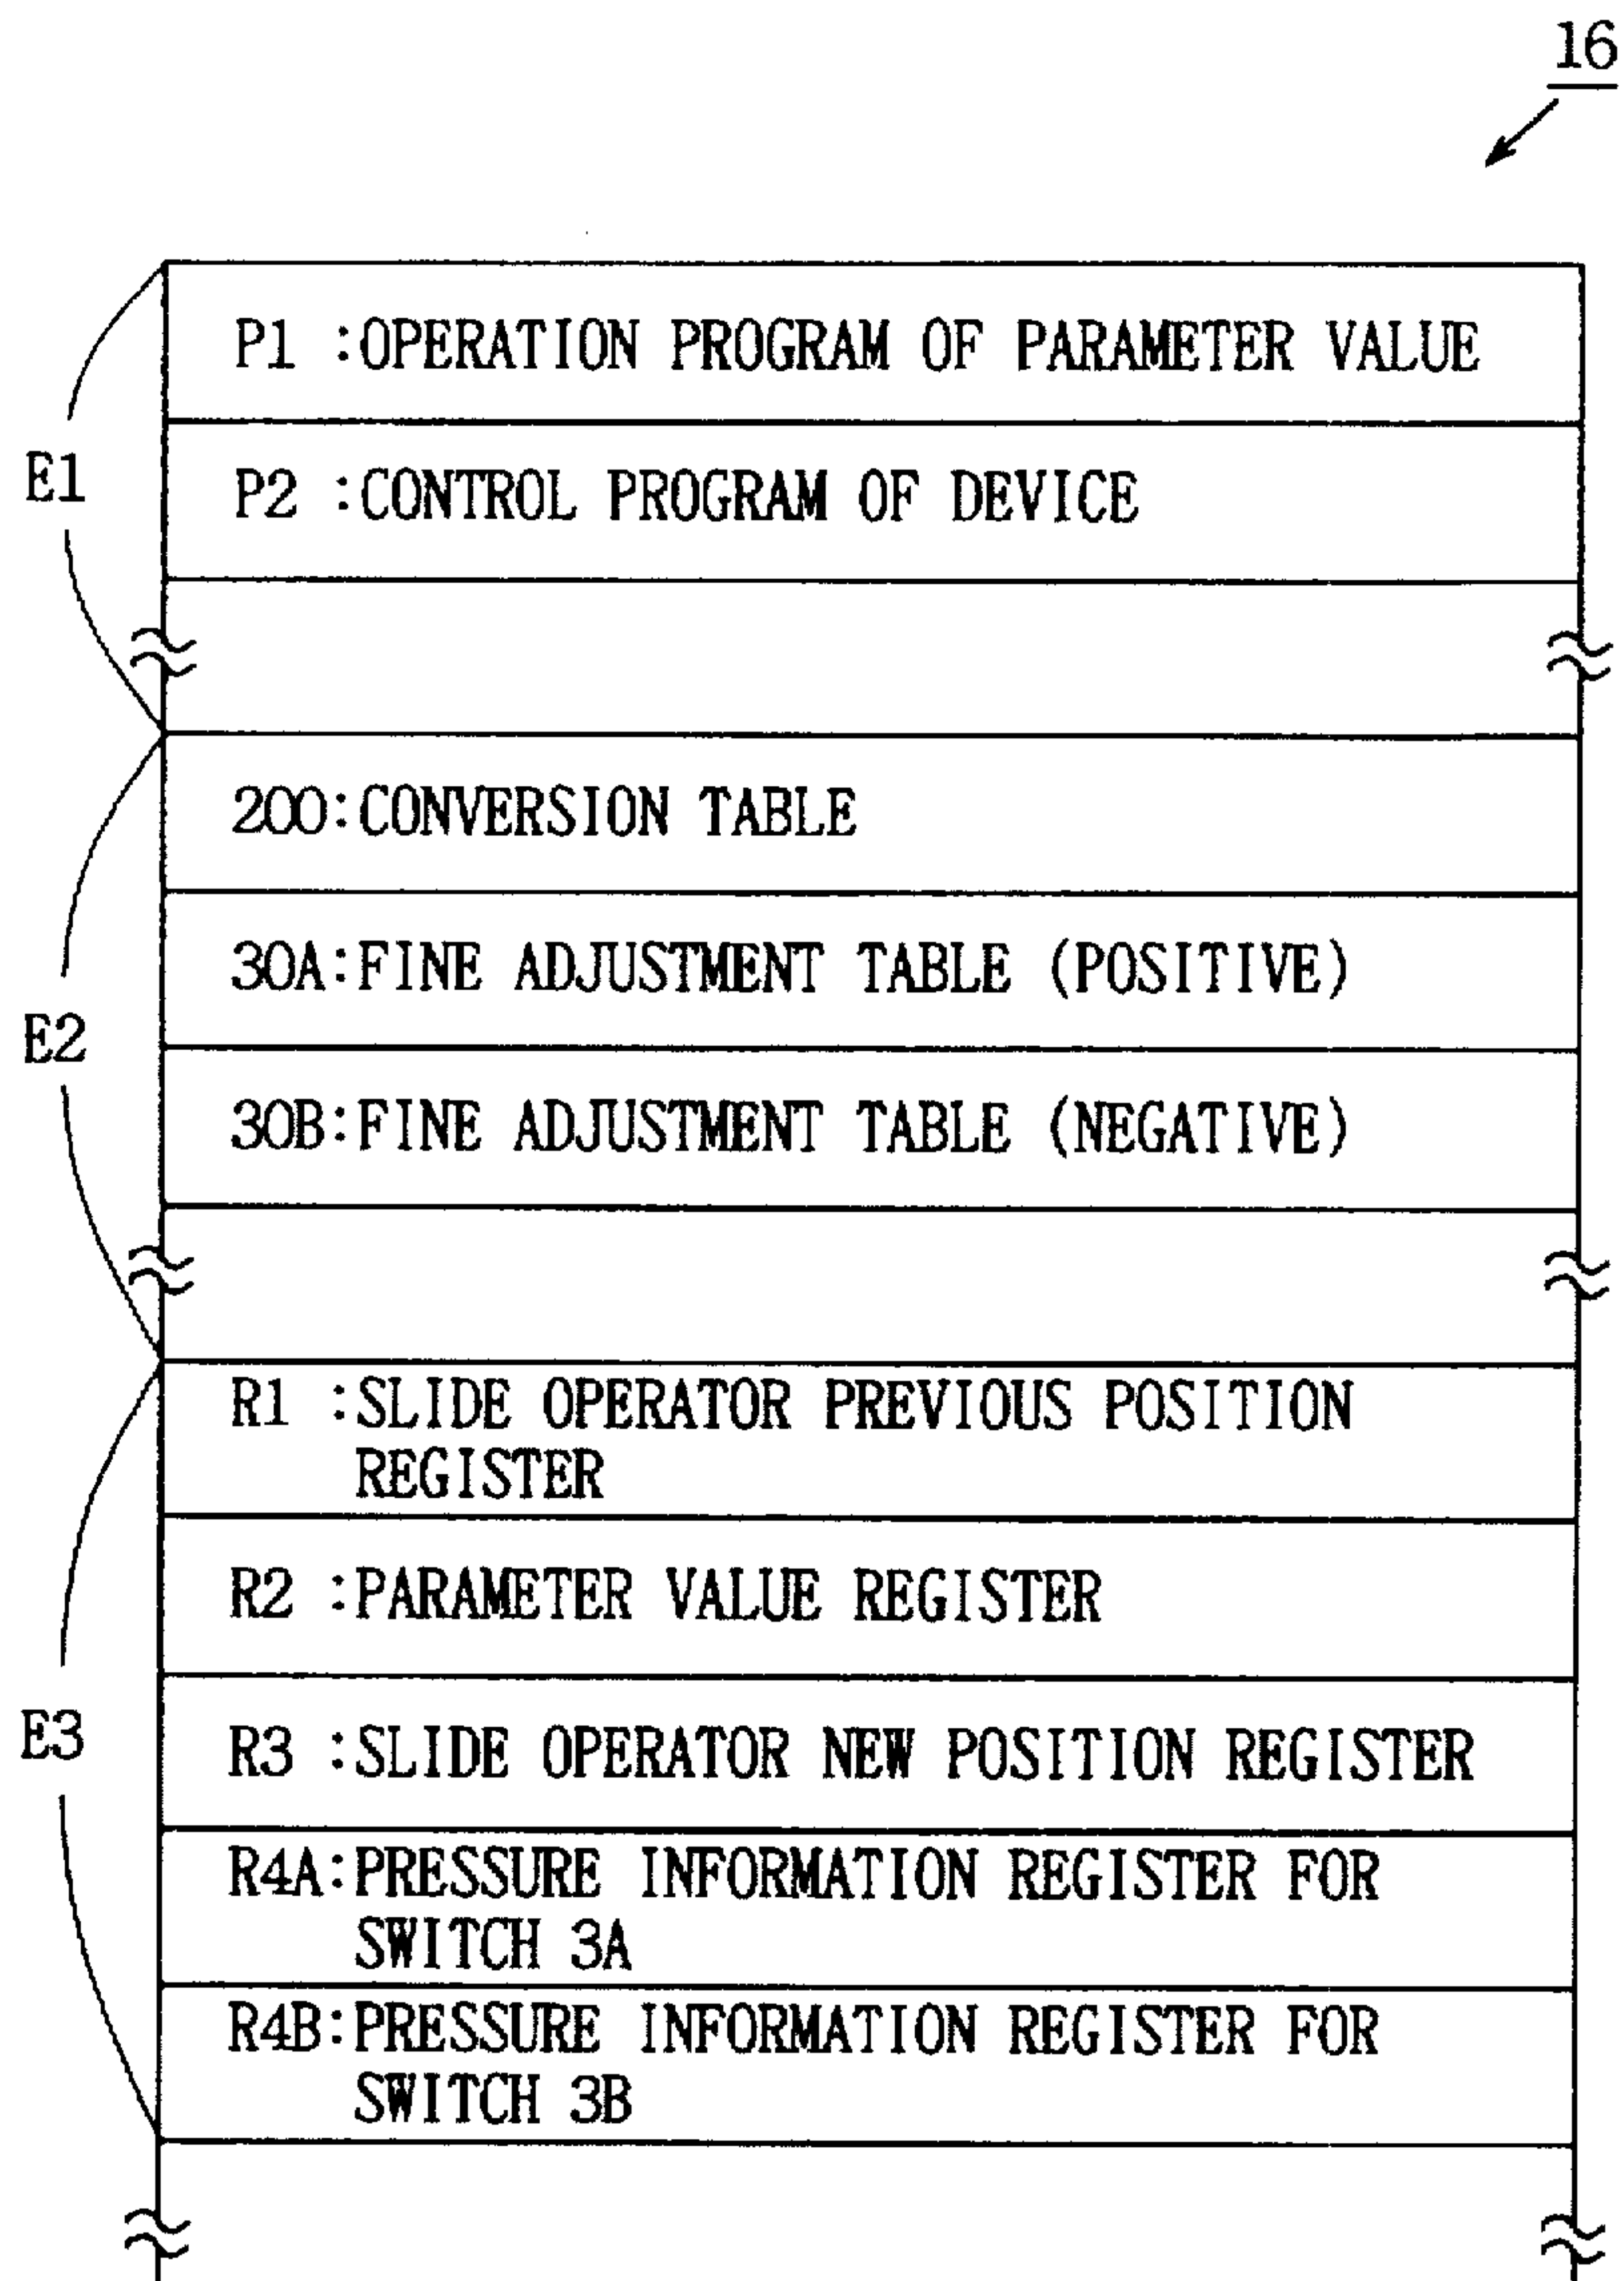 16
P1 :OPERATION PROGRAM OF PARAMETER VALUE
E1
P2 :CONTROL PROGRAM OF DEVICE
200:CONVERSION TABLE
30A:FINE ADJUSTMENT TABLE (POSITIVE)
E2
30B:FINE ADJUSTMENT TABLE (NEGATIVE)
R1 :SLIDE OPERATOR PREVIOUS POSITION
REGISTER
R2 :PARAMETER VALUE REGISTER
E3
R3 :SLIDE OPERATOR NEW POSITION REGISTER
R4A:PRESSURE INFORMATION REGISTER FOR
SWITCH 3A
R4B:PRESSURE INFORMATION REGISTER FOR
SWITCH 3B